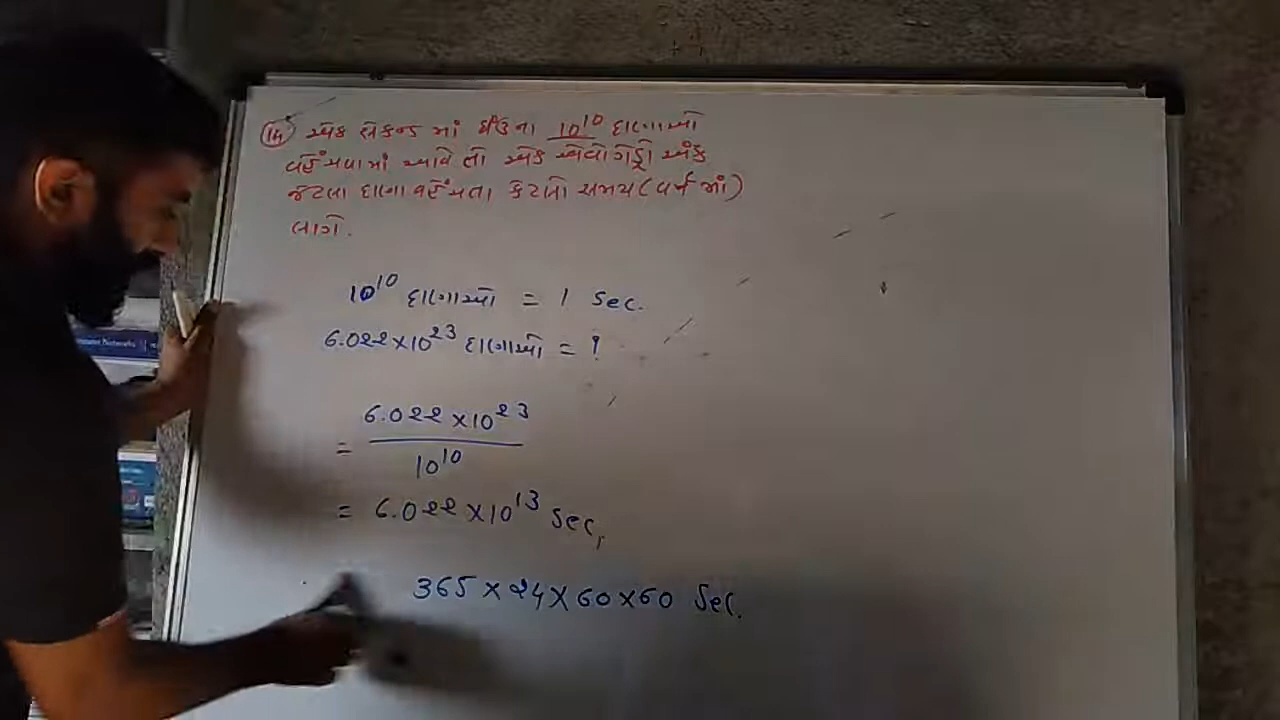 (14) એક સેકન્ડ માં ઘઉંના 10¹⁰ દાણાઓ
વહેંચવામાં આવે તો એક એવોગેડ્રો અંક
જેટલા દાણા વહેંચતા કેટલો સમય (વર્ષ માં)
લાગે.
10¹⁰ દાણાઓ = 1 Sec.
6.022×10²³ દાણાઓ = ?
= 6.022 ×10²³
10¹⁰
= 6.022 ×10¹³ Sec,
365 × 24 × 60 × 60 Sec.